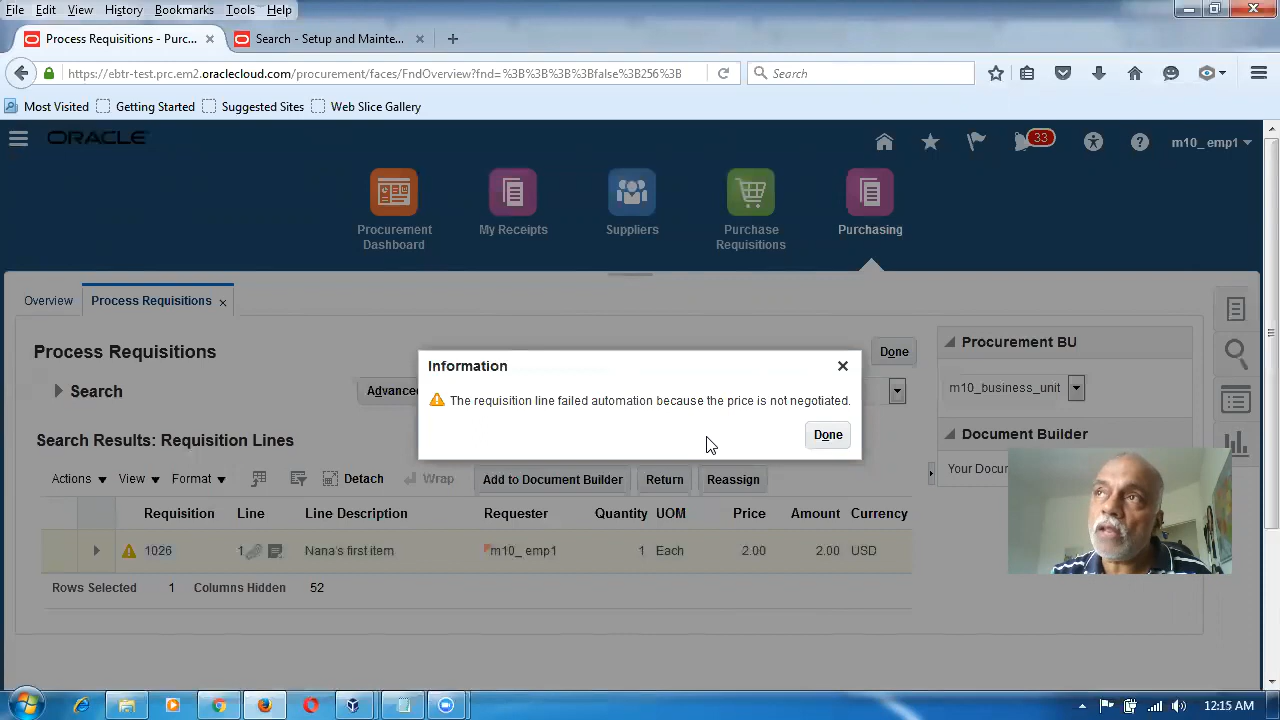 File Edit View History Bookmarks Tools Help
Process Requisitions - Purc... × Search - Setup and Mainte... × +
https://ebtr-test.prc.em2.oraclecloud.com/procurement/faces/FndOverview?fnd=%3B%3B%3B%3Bfalse%3B256%3B Search
Most Visited Getting Started Suggested Sites Web Slice Gallery
ORACLE 33 m10_ emp1
Procurement Dashboard
My Receipts
Suppliers
Purchase Requisitions
Purchasing
Overview Process Requisitions ×
Process Requisitions Done
Search Advance
Information
The requisition line failed automation because the price is not negotiated.
Done
Procurement BU
m10_business_unit
Document Builder
Your Docu
Search Results: Requisition Lines
Actions View Format Detach Wrap Add to Document Builder Return Reassign
Requisition Line Line Description Requester Quantity UOM Price Amount Currency
1026 1 Nana's first item m10_ emp1 1 Each 2.00 2.00 USD
Rows Selected 1 Columns Hidden 52
12:15 AM